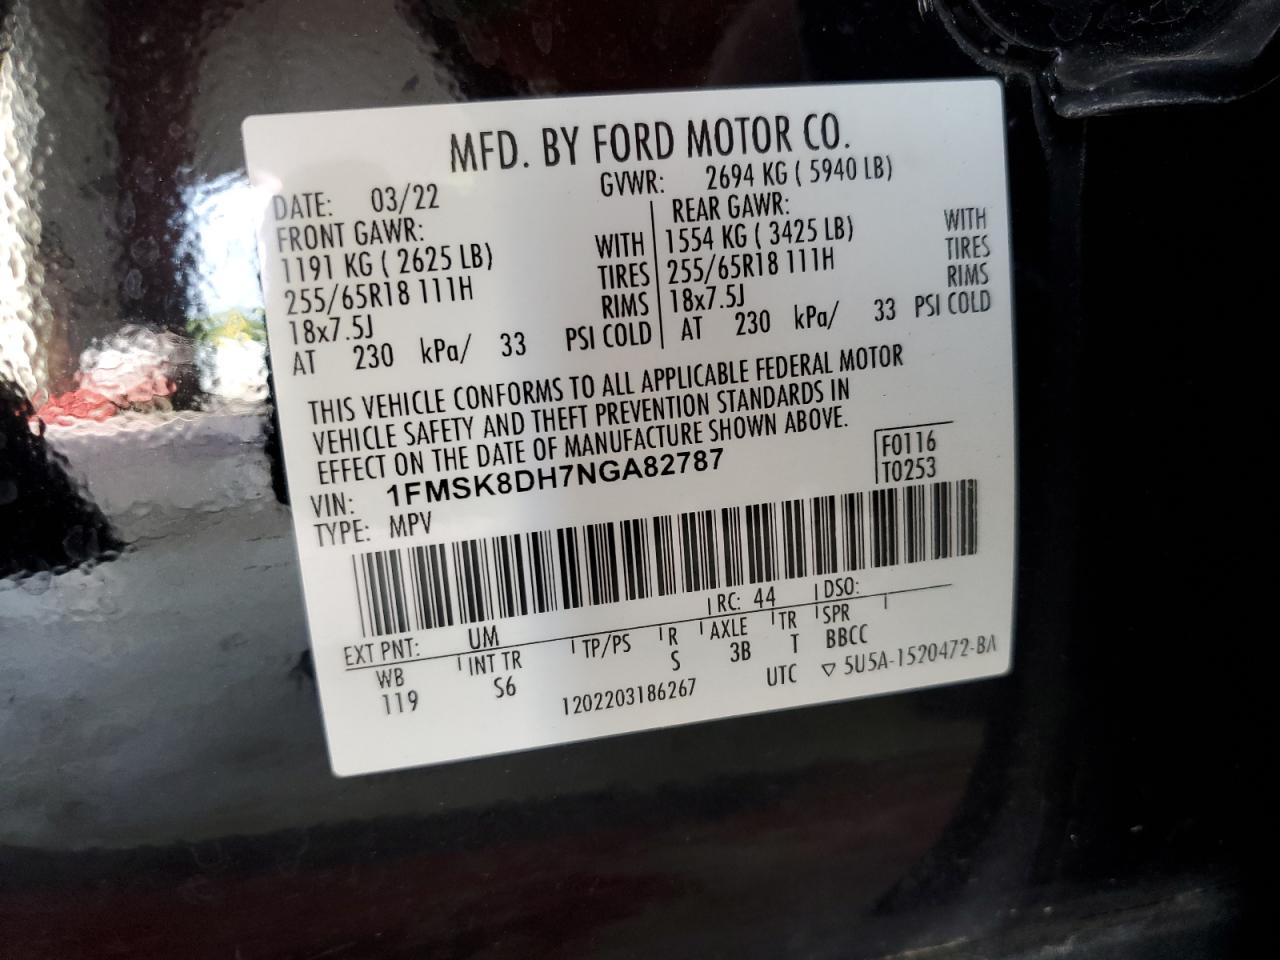 MFD. BY FORD MOTOR CO.
DATE: 03/22 GVWR: 2694 KG ( 5940 LB)
FRONT GAWR: REAR GAWR:
1191 KG ( 2625 LB) WITH 1554 KG ( 3425 LB) WITH
255/65R18 111H TIRES 255/65R18 111H TIRES
18x7.5J RIMS 18x7.5J RIMS
AT 230 kPa/ 33 PSI COLD AT 230 kPa/ 33 PSI COLD
THIS VEHICLE CONFORMS TO ALL APPLICABLE FEDERAL MOTOR
VEHICLE SAFETY AND THEFT PREVENTION STANDARDS IN
EFFECT ON THE DATE OF MANUFACTURE SHOWN ABOVE.
VIN: 1FMSK8DH7NGA82787 F0116
TYPE: MPV T0253
EXT PNT: UM RC: 44 DSO:
WB INT TR TP/PS R AXLE TR SPR
119 S6 S 3B T BBCC
1202203186267 UTC ▽ 5U5A-1520472-BA